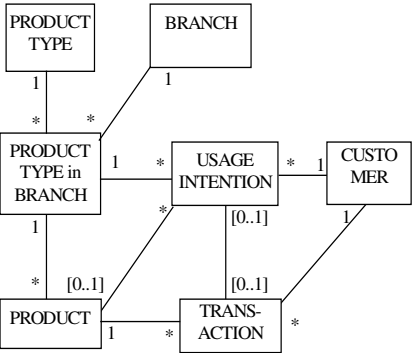 PRODUCT
TYPE
BRANCH
1
1
*
*
PRODUCT
TYPE in
BRANCH
1
*
USAGE
INTENTION
*
1
CUSTO
MER
1
*
[0..1]
1
*
[0..1]
[0..1]
PRODUCT
1
*
TRANS-
ACTION
*